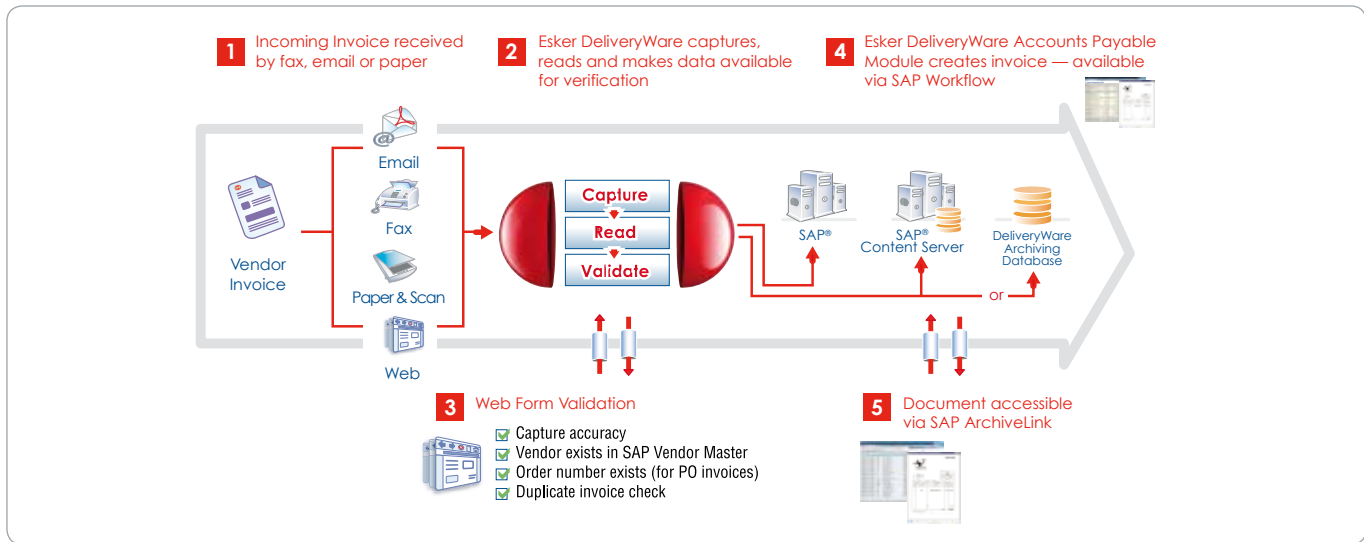 1 Incoming Invoice received
by fax, email or paper
2 Esker DeliveryWare captures,
reads and makes data available
for verification
4 Esker DeliveryWare Accounts Payable
Module creates invoice — available
via SAP Workflow
Vendor
Invoice
Email
Fax
Paper & Scan
Web
Capture
Read
Validate
SAP®
SAP®
Content Server
DeliveryWare
Archiving
Database
or
3 Web Form Validation
Capture accuracy
Vendor exists in SAP Vendor Master
Order number exists (for PO invoices)
Duplicate invoice check
5 Document accessible
via SAP ArchiveLink